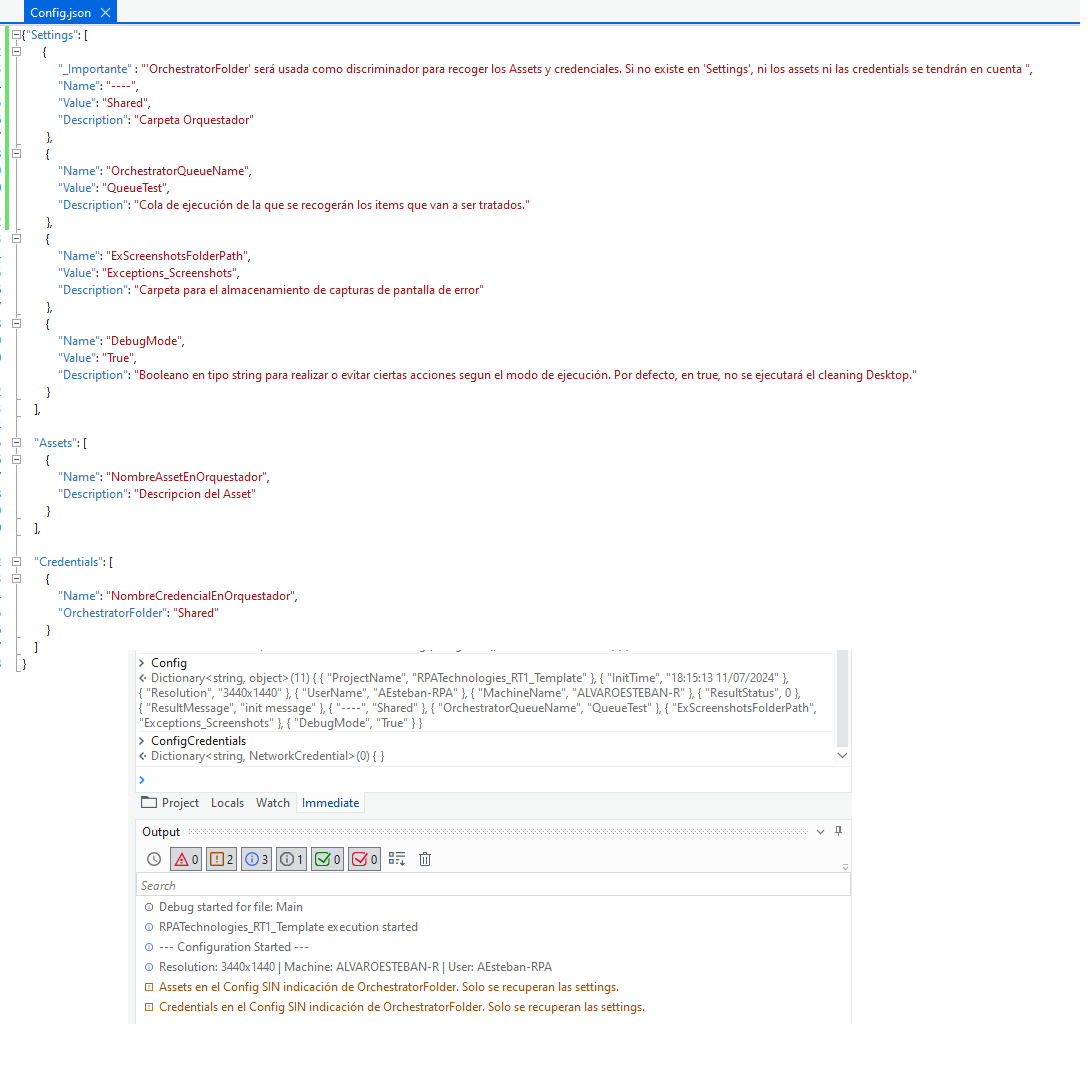 Config.json
{"Settings": [
{
"_Importante" : "'OrchestratorFolder' será usada como discriminador para recoger los Assets y credenciales. Si no existe en 'Settings', ni los assets ni las credentials se tendrán en cuenta ",
"Name": "----",
"Value": "Shared",
"Description": "Carpeta Orquestador"
},
{
"Name": "OrchestratorQueueName",
"Value": "QueueTest",
"Description": "Cola de ejecución de la que se recogerán los items que van a ser tratados."
},
{
"Name": "ExScreenshotsFolderPath",
"Value": "Exceptions_Screenshots",
"Description": "Carpeta para el almacenamiento de capturas de pantalla de error"
},
{
"Name": "DebugMode",
"Value": "True",
"Description": "Booleano en tipo string para realizar o evitar ciertas acciones segun el modo de ejecución. Por defecto, en true, no se ejecutará el cleaning Desktop."
}
],
"Assets": [
{
"Name": "NombreAssetEnOrquestador",
"Description": "Descripcion del Asset"
}
],
"Credentials": [
{
"Name": "NombreCredencialEnOrquestador",
"OrchestratorFolder": "Shared"
}
]
}
Config
Dictionary<string, object>(11) { { "ProjectName", "RPATechnologies_RT1_Template" }, { "InitTime", "18:15:13 11/07/2024" },
{ "Resolution", "3440x1440" }, { "UserName", "AEsteban-RPA" }, { "MachineName", "ALVAROESTEBAN-R" }, { "ResultStatus", 0 },
{ "ResultMessage", "init message" }, { "----", "Shared" }, { "OrchestratorQueueName", "QueueTest" }, { "ExScreenshotsFolderPath",
"Exceptions_Screenshots" }, { "DebugMode", "True" } }
ConfigCredentials
Dictionary<string, NetworkCredential>(0) { }
Project Locals Watch Immediate
Output
0 2 3 1 0 0
Search
Debug started for file: Main
RPATechnologies_RT1_Template execution started
--- Configuration Started ---
Resolution: 3440x1440 | Machine: ALVAROESTEBAN-R | User: AEsteban-RPA
Assets en el Config SIN indicación de OrchestratorFolder. Solo se recuperan las settings.
Credentials en el Config SIN indicación de OrchestratorFolder. Solo se recuperan las settings.